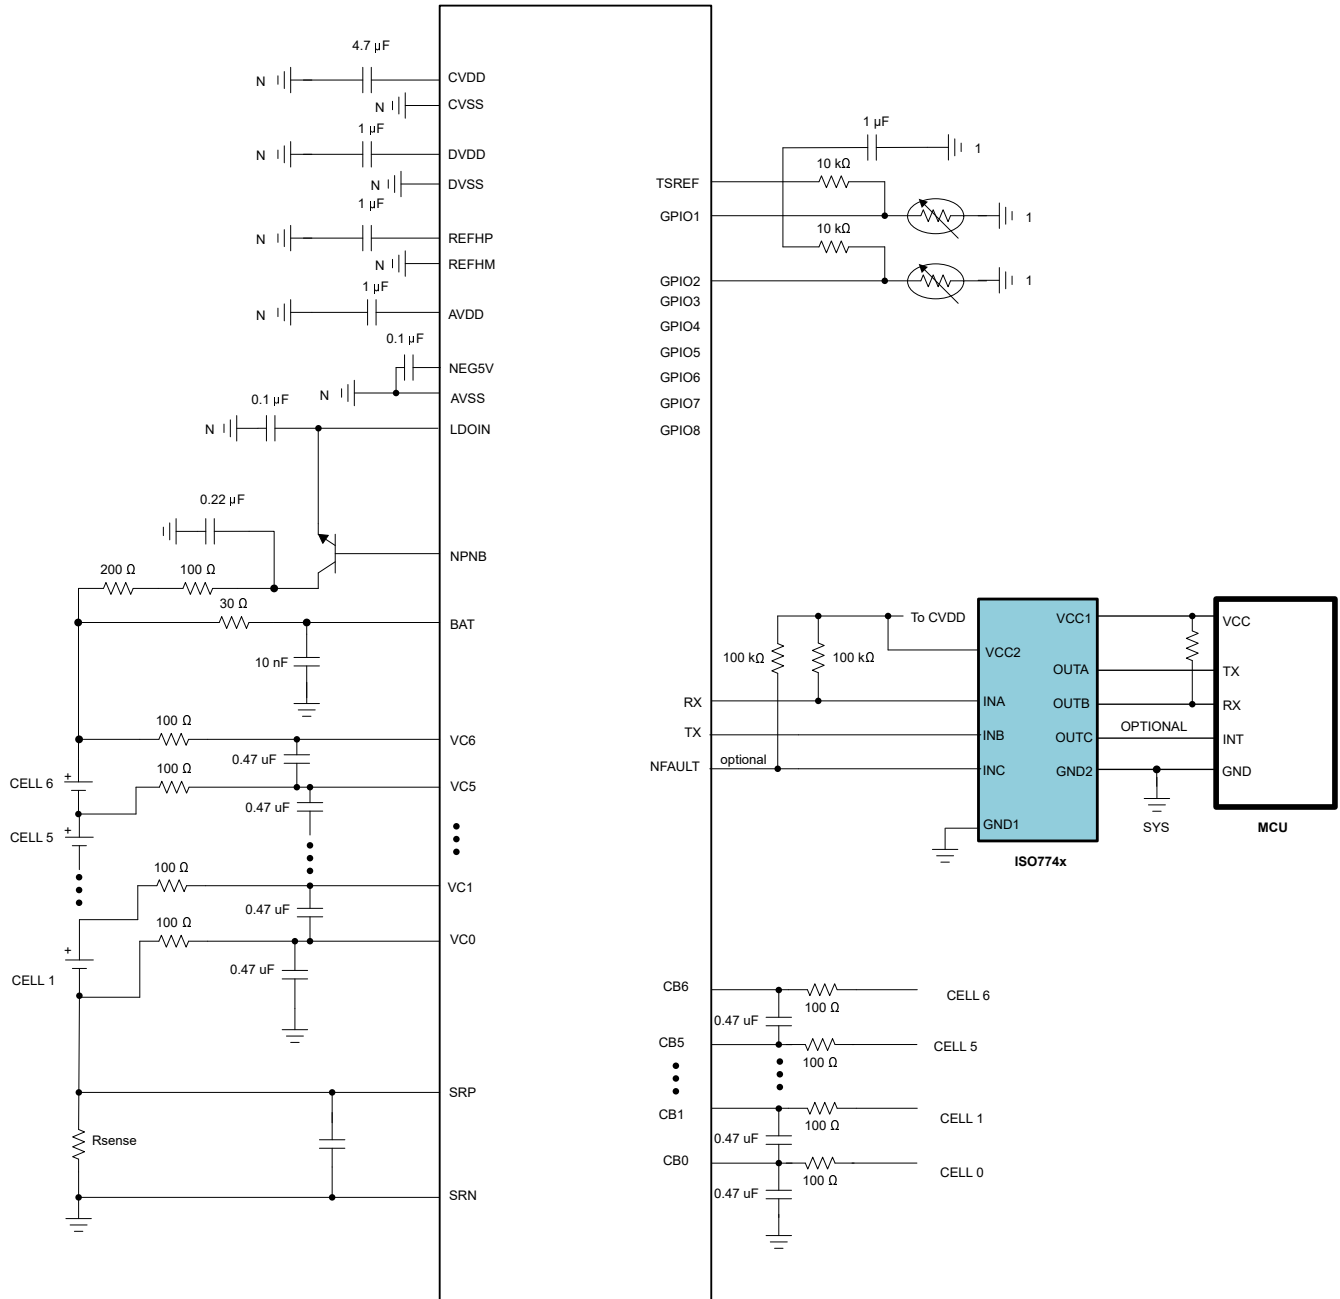 4.7 µF
N
CVDD
N
CVSS
1 µF
N
DVDD
N
DVSS
1 µF
N
REFHP
N
REFHM
1 µF
N
AVDD
0.1 µF
NEG5V
N
AVSS
0.1 µF
N
LDOIN
0.22 µF
NPNB
200 Ω
100 Ω
30 Ω
BAT
10 nF
100 Ω
VC6
0.47 uF
100 Ω
CELL 6
+
VC5
0.47 uF
CELL 5
+
100 Ω
VC1
0.47 uF
100 Ω
VC0
+
0.47 uF
CELL 1
SRP
Rsense
SRN
1 µF
1
10 kΩ
TSREF
GPIO1
1
10 kΩ
GPIO2
1
GPIO3
GPIO4
GPIO5
GPIO6
GPIO7
GPIO8
To CVDD
100 kΩ
100 kΩ
RX
TX
NFAULT
optional
VCC1
VCC2
OUTA
INA
OUTB
INB
OUTC
INC
GND2
GND1
ISO774x
OPTIONAL
SYS
VCC
TX
RX
INT
GND
MCU
CB6
100 Ω
CELL 6
0.47 uF
CB5
100 Ω
CELL 5
CB1
100 Ω
CELL 1
0.47 uF
CB0
100 Ω
CELL 0
0.47 uF